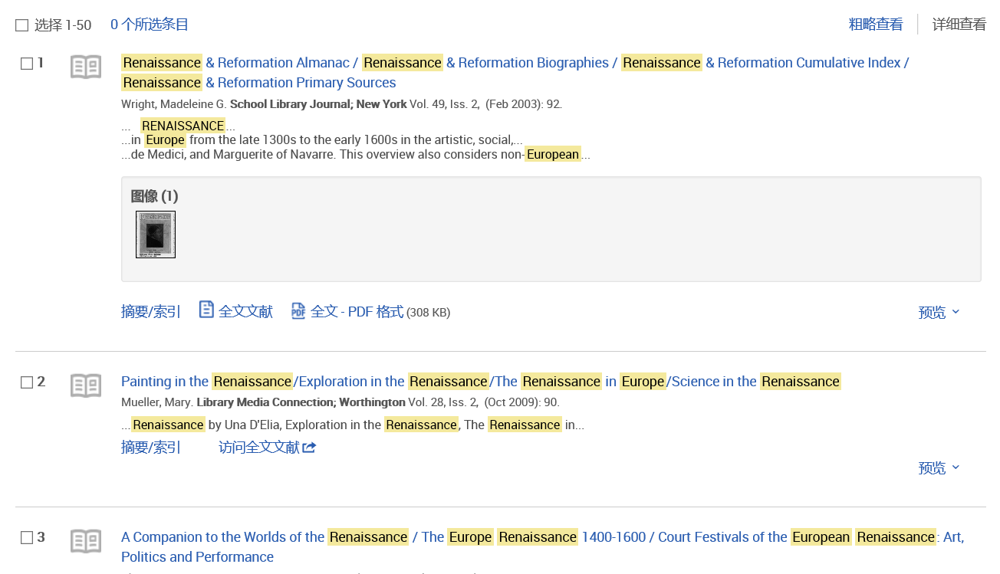 选择 1-50 0 个所选条目 粗略查看 详细查看
1 Renaissance & Reformation Almanac / Renaissance & Reformation Biographies / Renaissance & Reformation Cumulative Index /
Renaissance & Reformation Primary Sources
Wright, Madeleine G. School Library Journal; New York Vol. 49, Iss. 2, (Feb 2003): 92.
... RENAISSANCE...
...in Europe from the late 1300s to the early 1600s in the artistic, social,...
...de Medici, and Marguerite of Navarre. This overview also considers non-European...
图像 (1)
摘要/索引 全文文献 PDF 全文 - PDF 格式 (308 KB) 预览
2 Painting in the Renaissance/Exploration in the Renaissance/The Renaissance in Europe/Science in the Renaissance
Mueller, Mary. Library Media Connection; Worthington Vol. 28, Iss. 2, (Oct 2009): 90.
...Renaissance by Una D'Elia, Exploration in the Renaissance, The Renaissance in...
摘要/索引 访问全文文献
预览
3 A Companion to the Worlds of the Renaissance / The Europe Renaissance 1400-1600 / Court Festivals of the European Renaissance: Art,
Politics and Performance